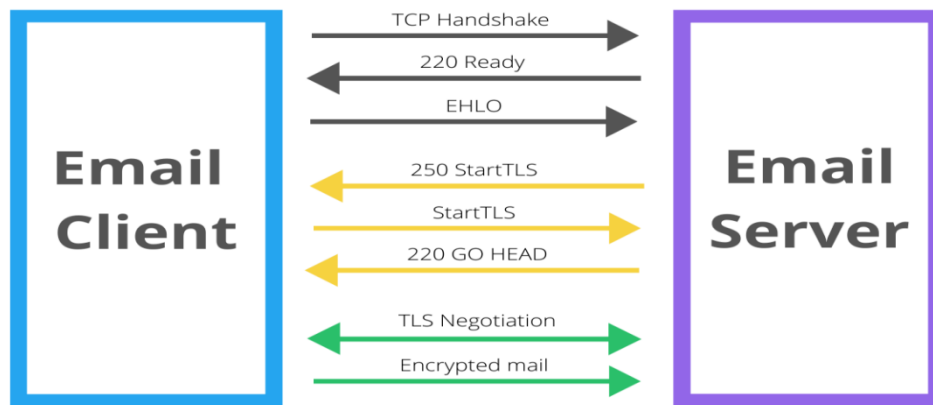 TCP Handshake
220 Ready
EHLO
Email
Client
250 StartTLS
StartTLS
220 GO HEAD
Email
Server
TLS Negotiation
Encrypted mail